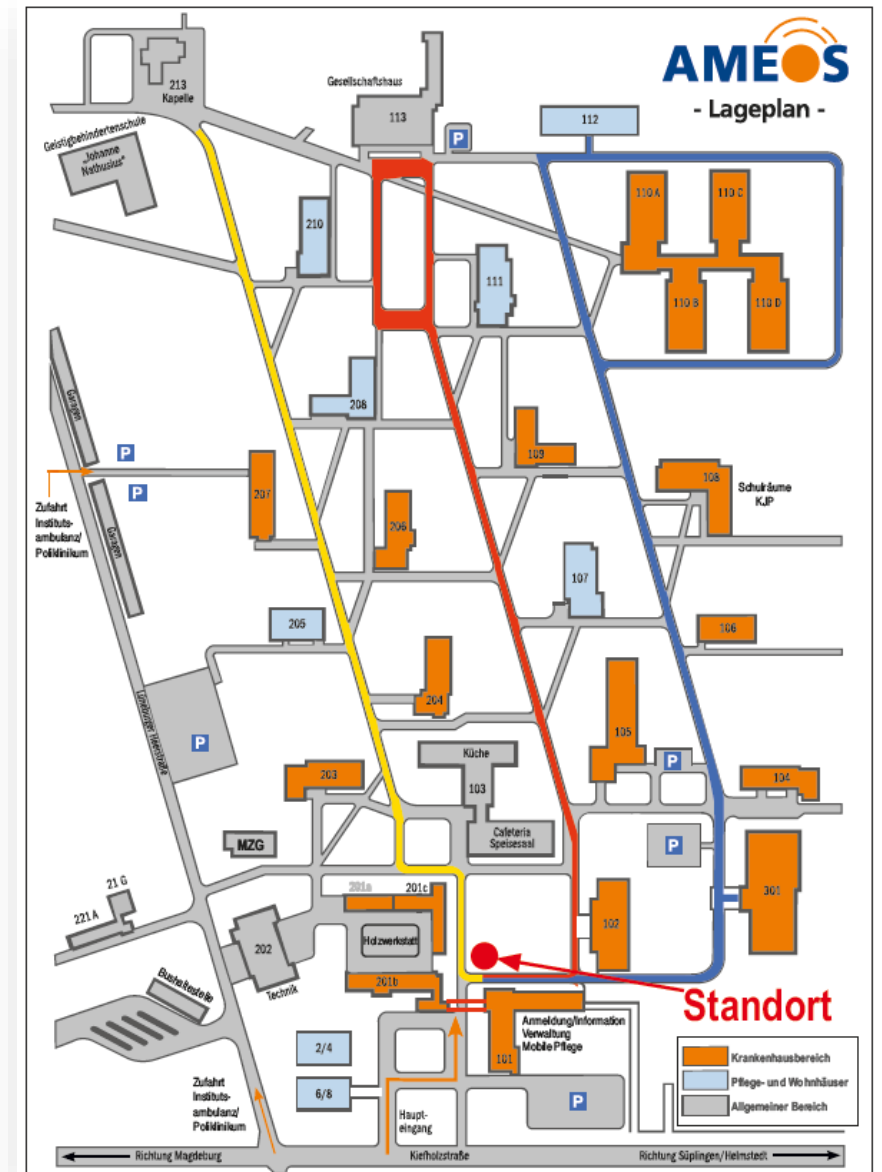 AMEOS
- Lageplan -
213
Kapelle
Gesellschaftshaus
113
P
112
Geistigbehindertenschule
"Johanne
Nathusius"
110 A
110 C
210
111
110 B
110 D
208
Garagen
P
109
P
207
108
Schulräume
KJP
206
Zufahrt
Instituts-
ambulanz/
Poliklinikum
Garagen
107
205
106
204
Lüneburger Heerstraße
P
105
Küche
P
203
103
104
Cafeteria
Speisesaal
MZG
P
21 G
201a
201c
301
221 A
102
202
Holzwerkstatt
Technik
Bushaltestelle
201b
Standort
Anmeldung/Information
Verwaltung
Mobile Pflege
101
2/4
Krankenhausbereich
6/8
Pflege- und Wohnhäuser
Zufahrt
Instituts-
ambulanz/
Poliklinikum
P
Allgemeiner Bereich
Haupt-
eingang
Richtung Magdeburg
Kiefholzstraße
Richtung Süplingen/Helmstedt